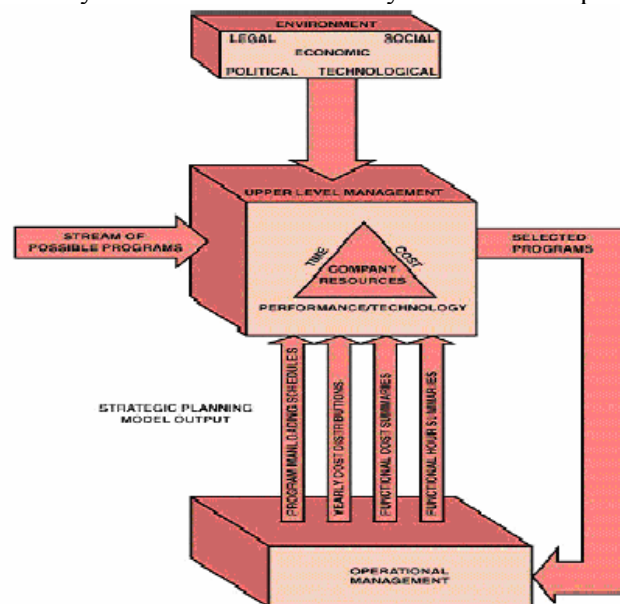 ENVIRONMENT
LEGAL SOCIAL
ECONOMIC
POLITICAL TECHNOLOGICAL
UPPER LEVEL MANAGEMENT
STREAM OF
POSSIBLE PROGRAMS
SELECTED
PROGRAMS
TIME
COST
COMPANY
RESOURCES
PERFORMANCE/TECHNOLOGY
STRATEGIC PLANNING
MODEL OUTPUT
PROGRAM MANLOADING SCHEDULES
YEARLY COST DISTRIBUTIONS
FUNCTIONAL COST SUMMARIES
FUNCTIONAL HOUR SUMMARIES
OPERATIONAL
MANAGEMENT